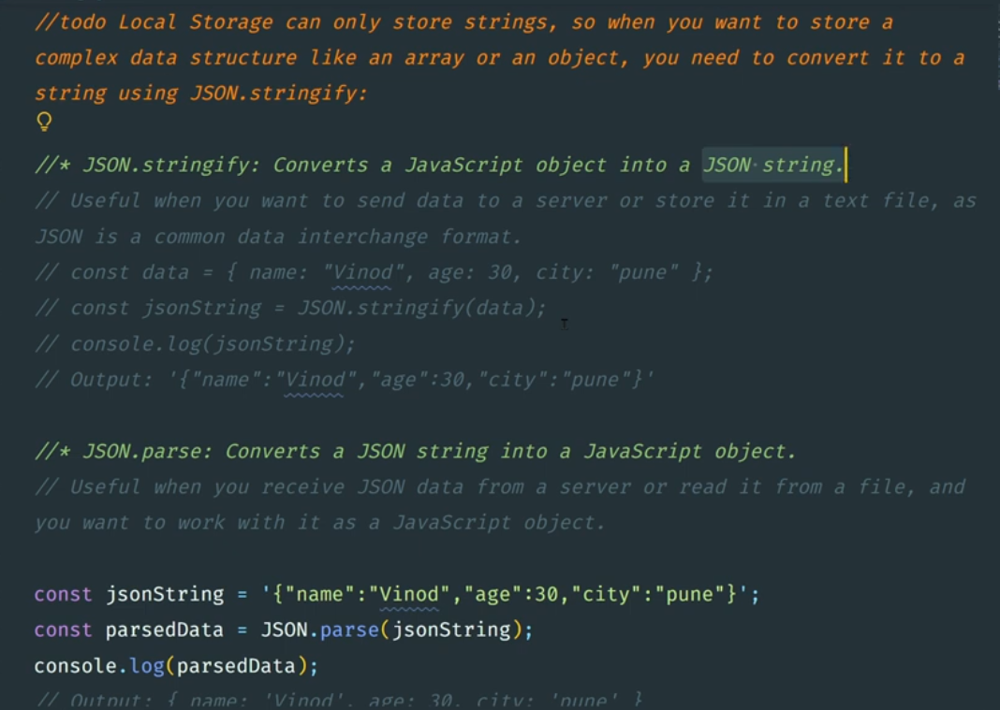 //todo Local Storage can only store strings, so when you want to store a
complex data structure like an array or an object, you need to convert it to a
string using JSON.stringify:
//* JSON.stringify: Converts a JavaScript object into a JSON string.
// Useful when you want to send data to a server or store it in a text file, as
JSON is a common data interchange format.
// const data = { name: "Vinod", age: 30, city: "pune" };
// const jsonString = JSON.stringify(data);
// console.log(jsonString);
// Output: '{"name":"Vinod","age":30,"city":"pune"}'
//* JSON.parse: Converts a JSON string into a JavaScript object.
// Useful when you receive JSON data from a server or read it from a file, and
you want to work with it as a JavaScript object.
const jsonString = '{"name":"Vinod","age":30,"city":"pune"}';
const parsedData = JSON.parse(jsonString);
console.log(parsedData);
// Output: { name: 'Vinod', age: 30, city: 'pune' }